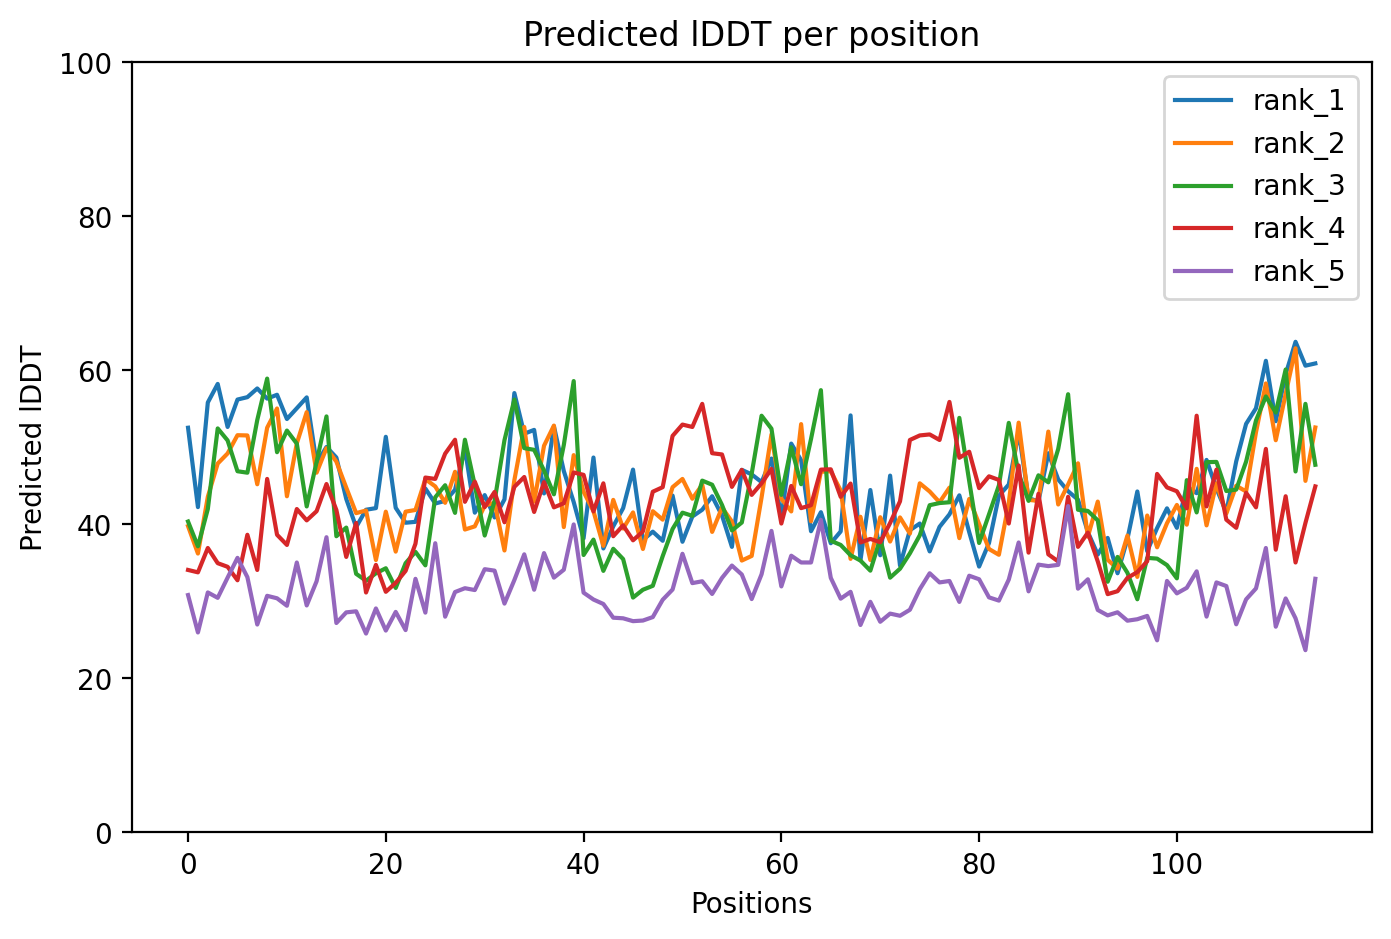 Predicted lDDT per position
100
80
60
40
20
0
Predicted lDDT
0 20 40 60 80 100
Positions
rank_1
rank_2
rank_3
rank_4
rank_5